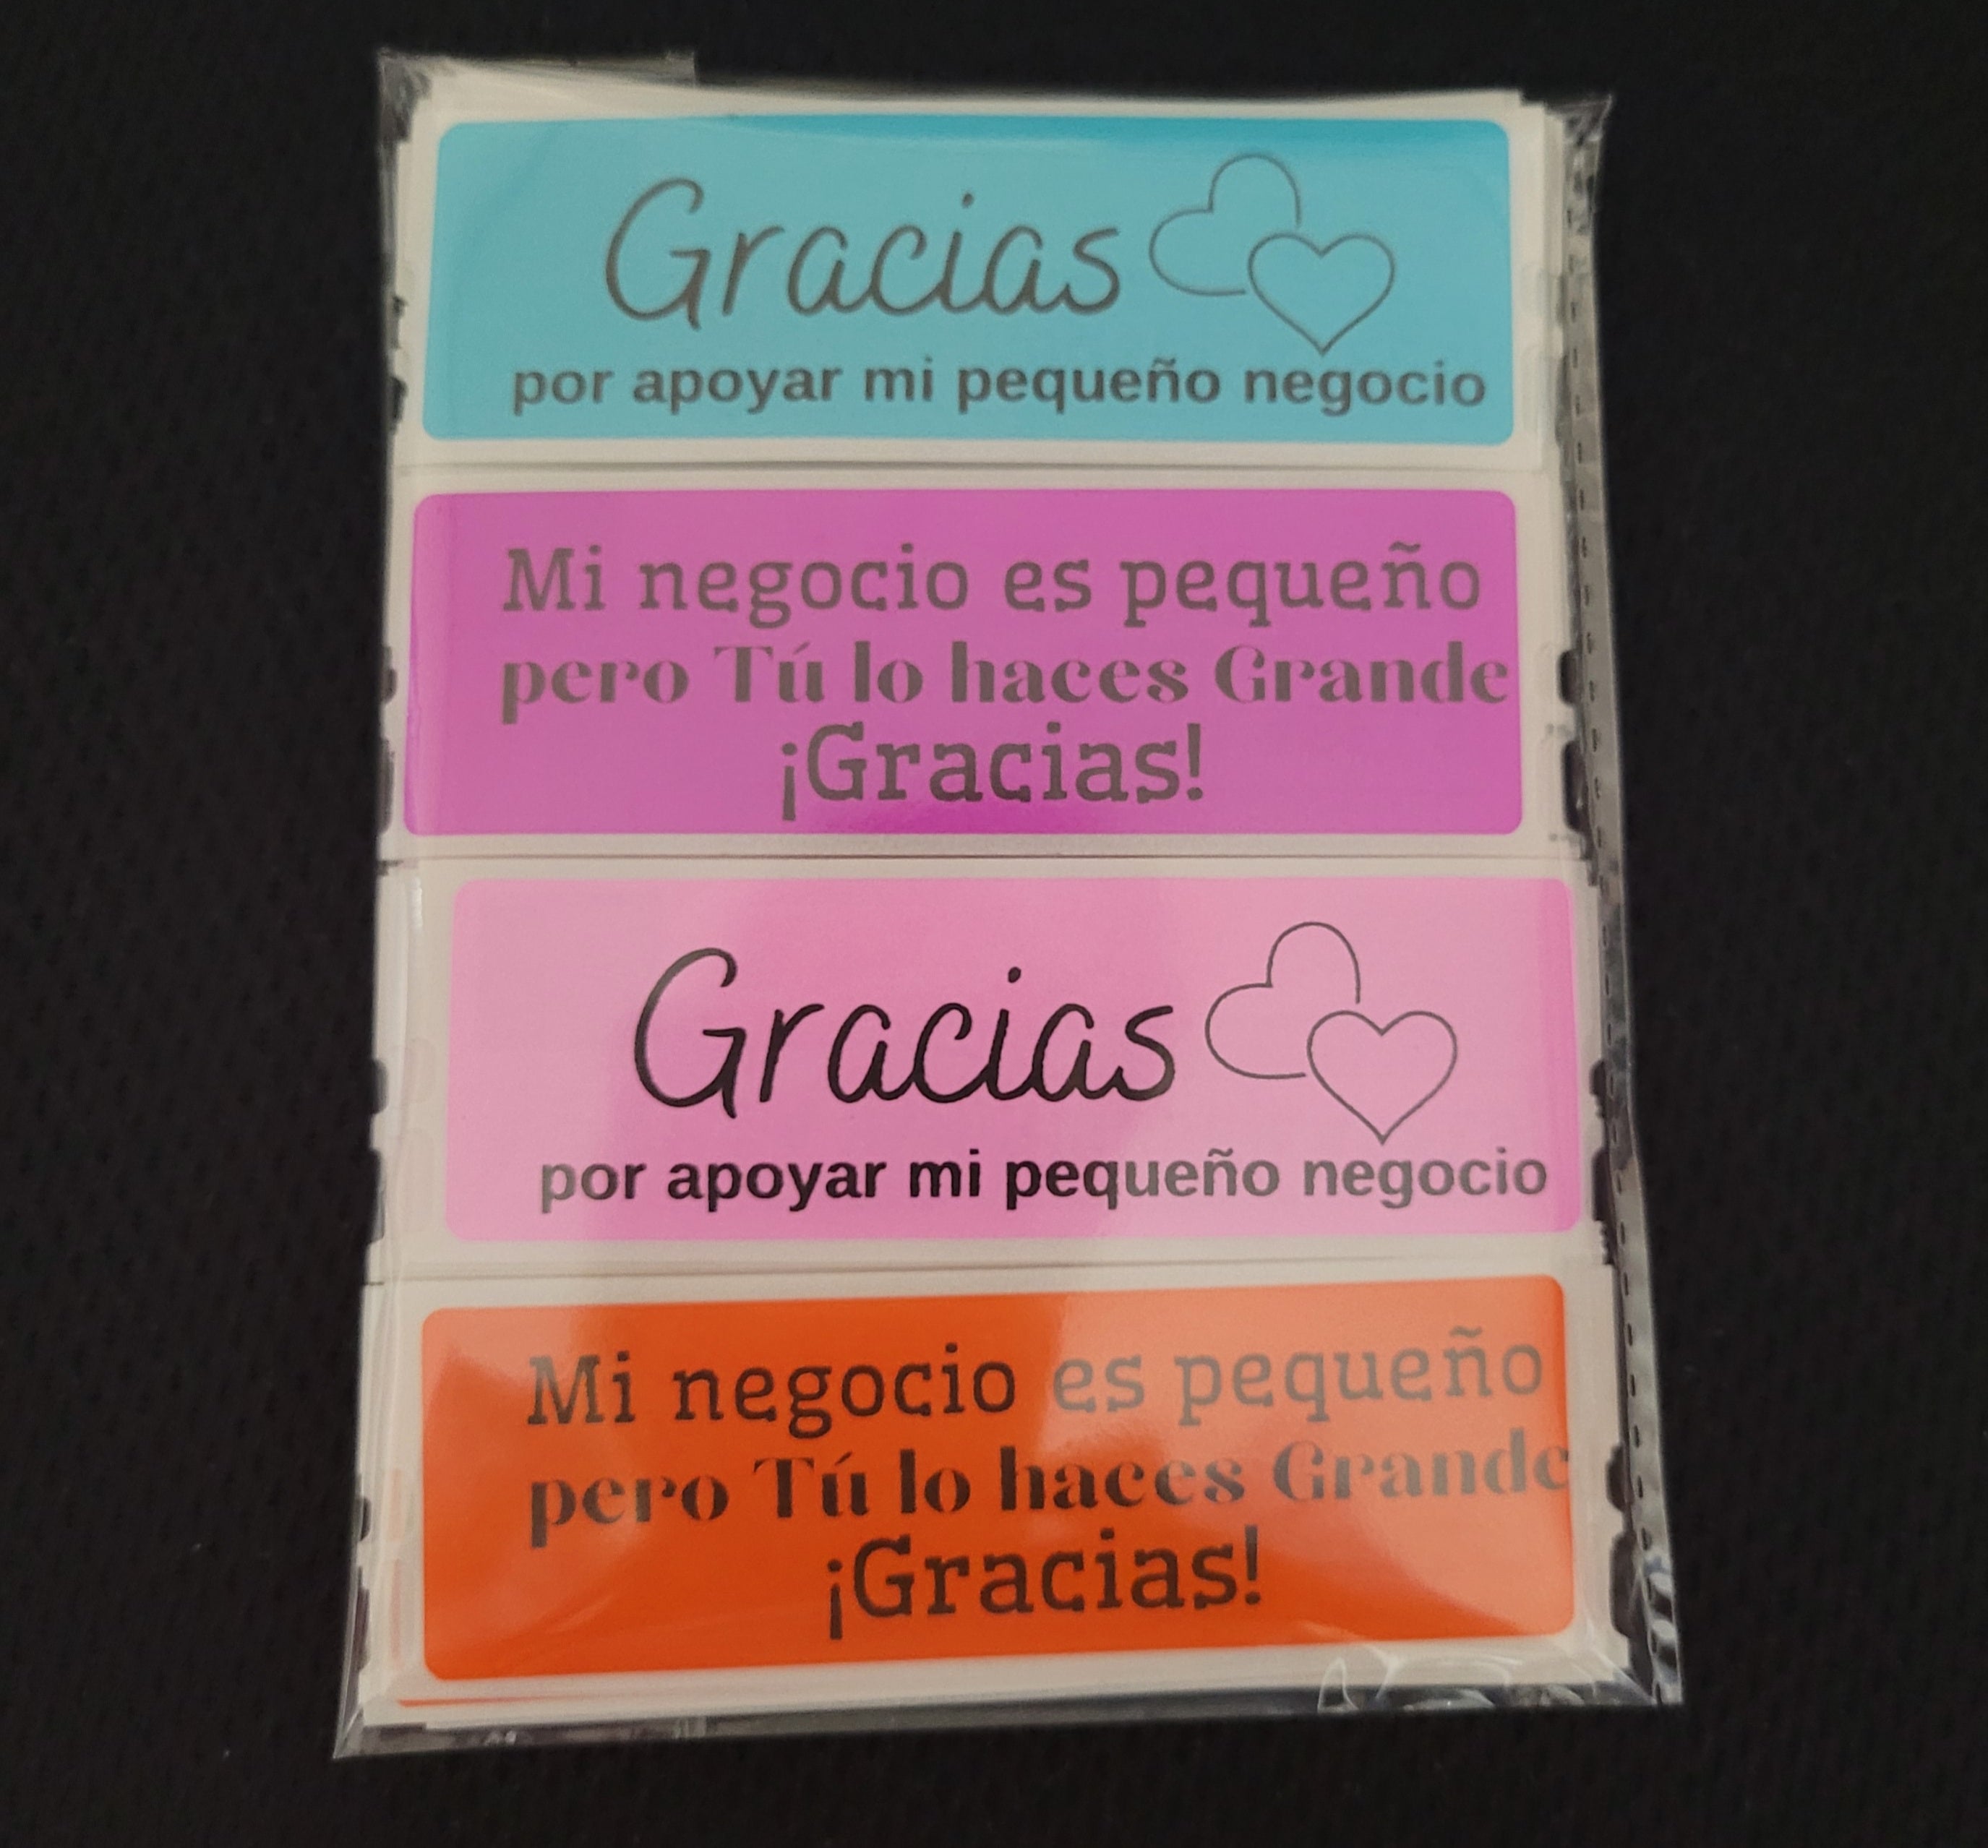 Gracias
por apoyar mi pequeño negocio
Mi negocio es pequeño
pero Tú lo haces Grande
¡Gracias!
Gracias
por apoyar mi pequeño negocio
Mi negocio es pequeño
pero Tú lo haces Grande
¡Gracias!